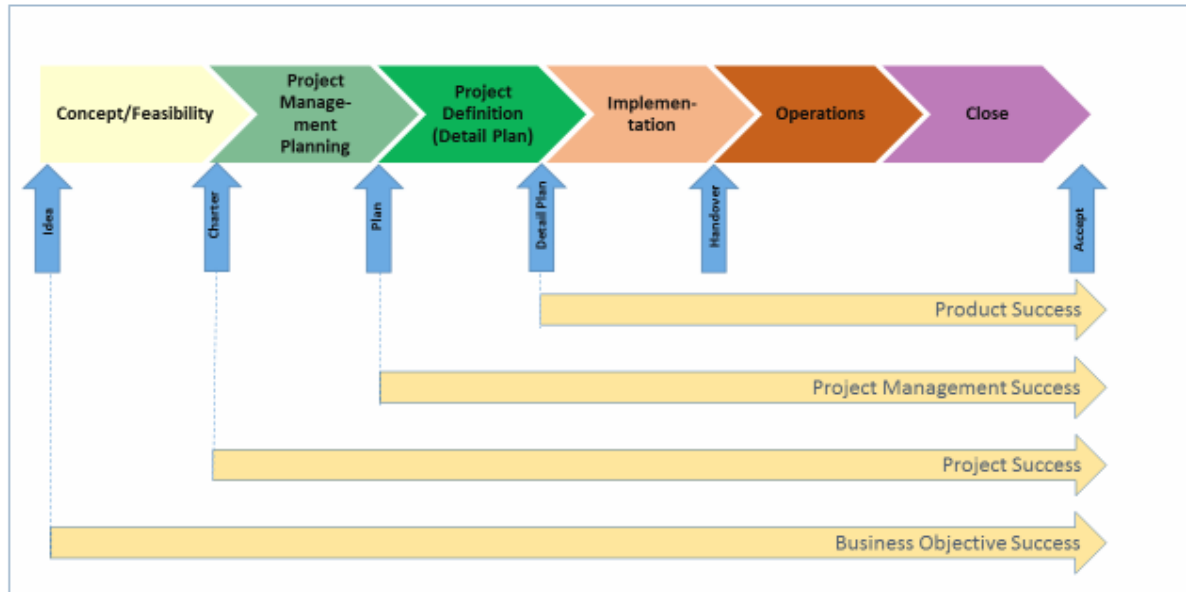 Concept/Feasibility
Project
Manage-
ment
Planning
Project
Definition
(Detail Plan)
Implemen-
tation
Operations
Close
Idea
Charter
Plan
Detail Plan
Handover
Accept
Product Success
Project Management Success
Project Success
Business Objective Success